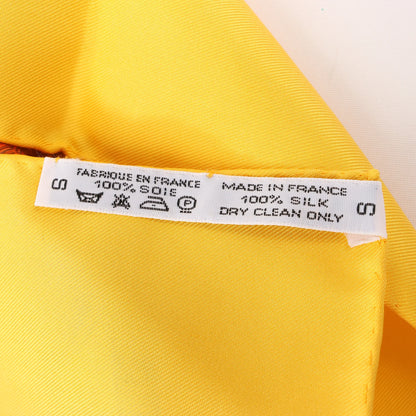 S
FABRIQUE EN FRANCE
100% SOIE
P
MADE IN FRANCE
100% SILK
DRY CLEAN ONLY
S